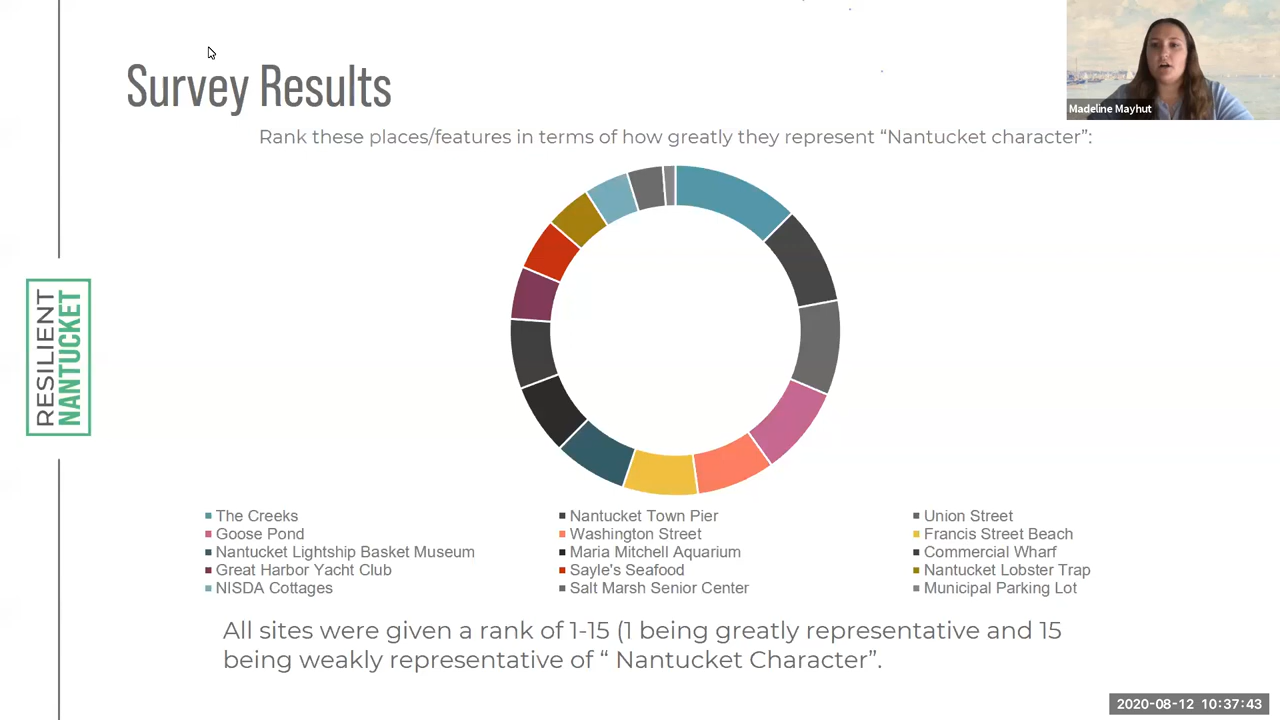 Survey Results
Madeline Mayhut
Rank these places/features in terms of how greatly they represent “Nantucket character”:
RESILIENT
NANTUCKET
The Creeks
Nantucket Town Pier
Union Street
Goose Pond
Washington Street
Francis Street Beach
Nantucket Lightship Basket Museum
Maria Mitchell Aquarium
Commercial Wharf
Great Harbor Yacht Club
Sayle's Seafood
Nantucket Lobster Trap
NISDA Cottages
Salt Marsh Senior Center
Municipal Parking Lot
All sites were given a rank of 1-15 (1 being greatly representative and 15
being weakly representative of “ Nantucket Character”.
2020-08-12 10:37:43